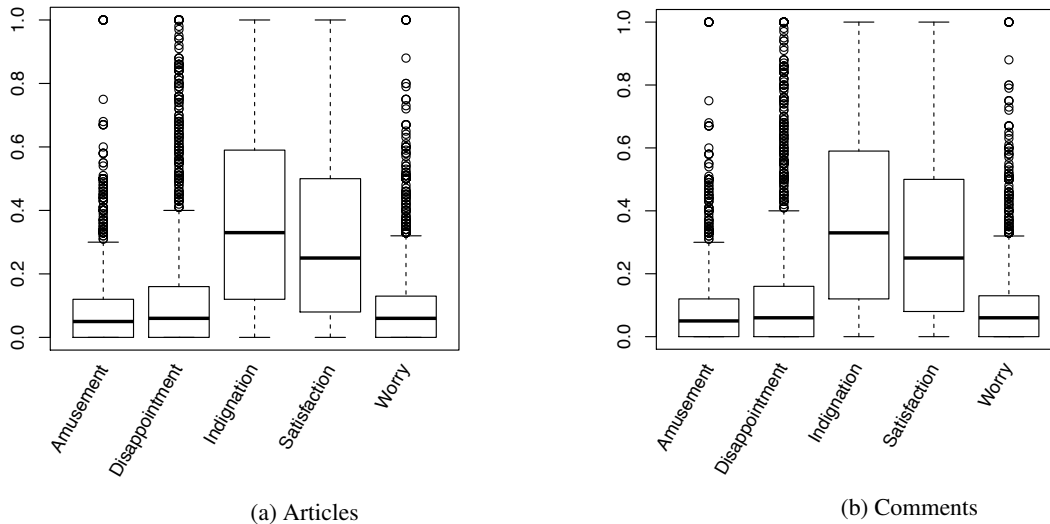 1.0
0.8
0.6
0.4
0.2
0.0
Amusement
Disappointment
Indignation
Satisfaction
Worry
(a) Articles
1.0
0.8
0.6
0.4
0.2
0.0
Amusement
Disappointment
Indignation
Satisfaction
Worry
(b) Comments